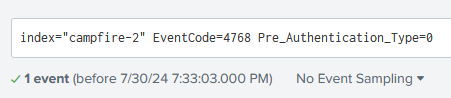 index="campfire-2" EventCode=4768 Pre_Authentication_Type=0
✓ 1 event (before 7/30/24 7:33:03.000 PM) No Event Sampling ▾